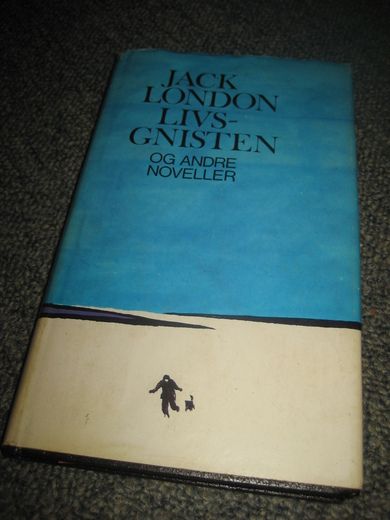 JACK
LONDON
LIVS-
GNISTEN
OG ANDRE
NOVELLER